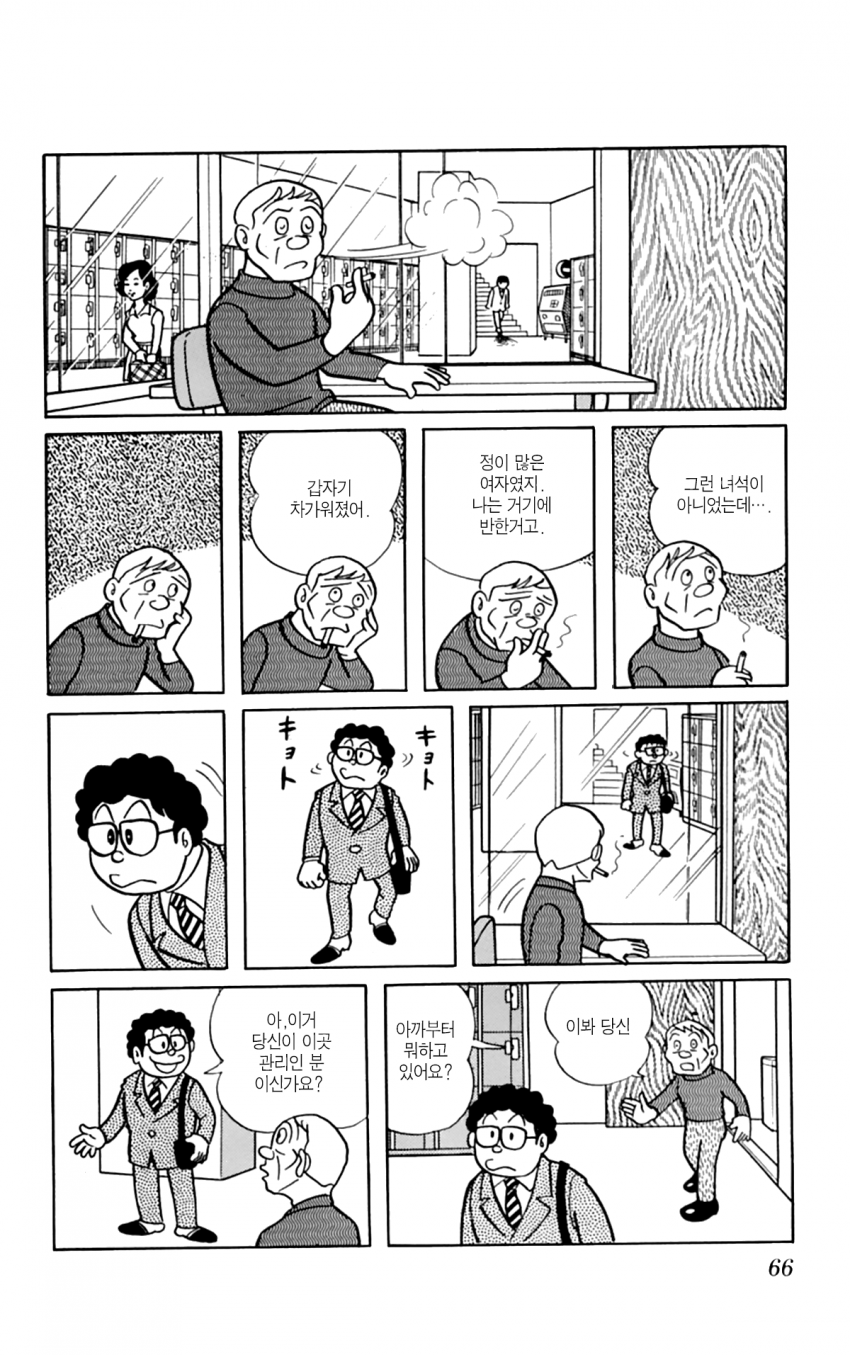 그런 녀석이
아니었는데….
정이 많은
여자였지.
나는 거기에
반한거고.
갑자기
차가워졌어.
キョト
キョト
이봐 당신
아까부터
뭐하고
있어요?
아,이거
당신이 이곳
관리인 분
이신가요?
66